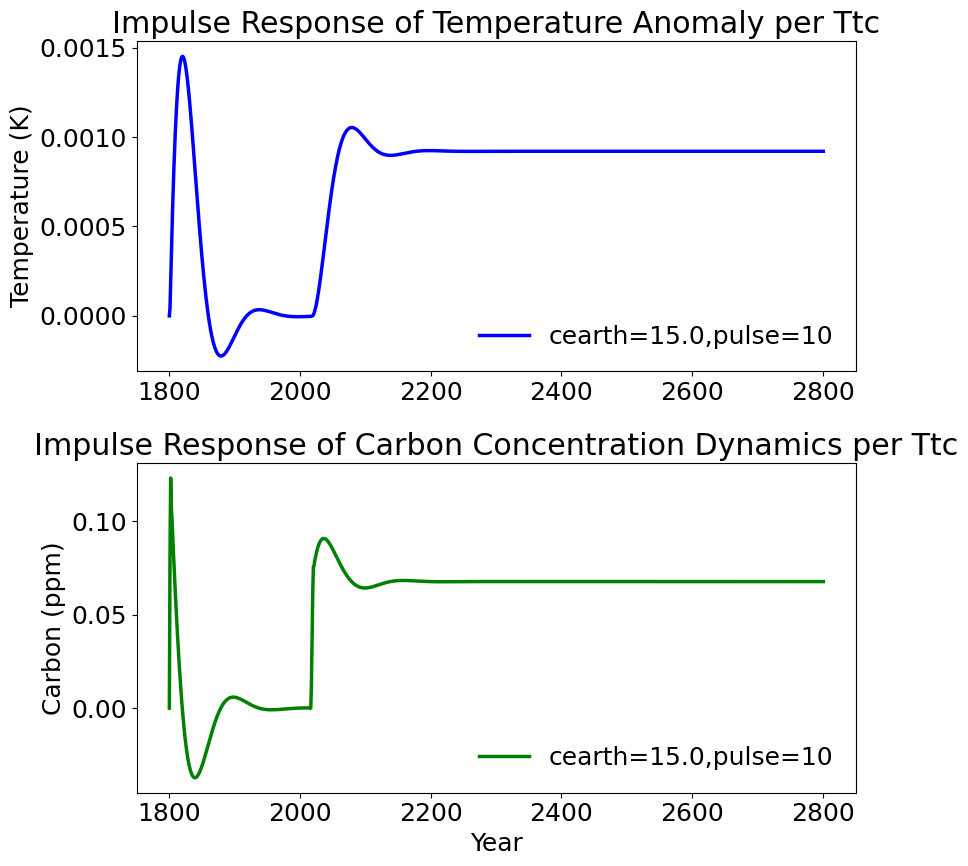 Impulse Response of Temperature Anomaly per Ttc
0.0015
0.0010
0.0005
0.0000
Temperature (K)
cearth=15.0,pulse=10
1800 2000 2200 2400 2600 2800
Impulse Response of Carbon Concentration Dynamics per Ttc
0.10
0.05
0.00
Carbon (ppm)
cearth=15.0,pulse=10
1800 2000 2200 2400 2600 2800
Year